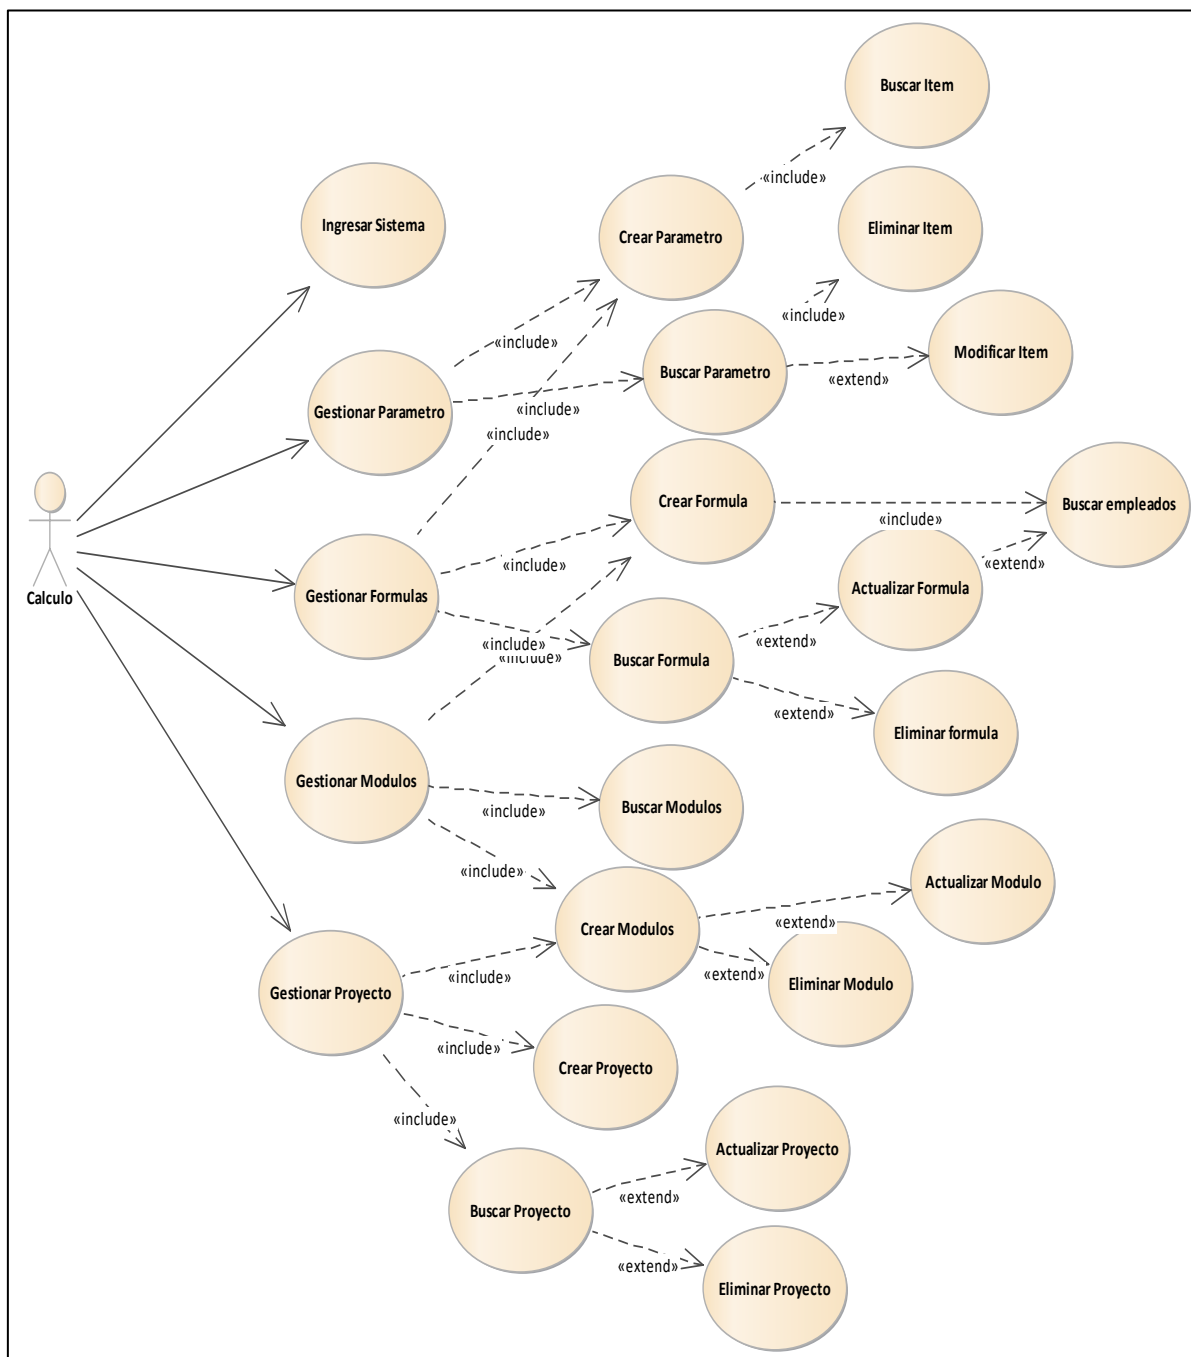 Buscar Item
«include»
Ingresar Sistema
Crear Parametro
Eliminar Item
«include»
«include»
Buscar Parametro
Modificar Item
«extend»
Gestionar Parametro
«include»
«include»
Crear Formula
Buscar empleados
«include»
Calculo
Gestionar Formulas
«include»
Actualizar Formula
«extend»
«include»
«include»
Buscar Formula
«extend»
«extend»
Eliminar formula
Gestionar Modulos
«include»
Buscar Modulos
«include»
Actualizar Modulo
Crear Modulos
«extend»
«extend»
Eliminar Modulo
Gestionar Proyecto
«include»
«include»
Crear Proyecto
«include»
Actualizar Proyecto
Buscar Proyecto
«extend»
«extend»
Eliminar Proyecto